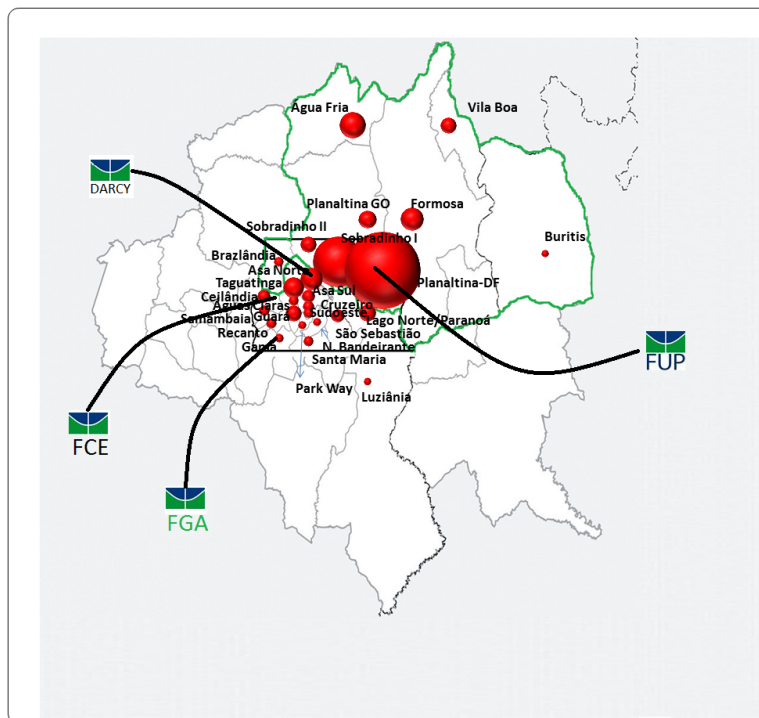 Água Fria
Vila Boa
DARCY
Planaltina GO
Formosa
Sobradinho II
Sobradinho I
Buritis
Brazlândia
Asa Norte
Taguatinga
Planaltina-DF
Asa Sul
Ceilândia
Águas Claras
Cruzeiro
Guará
Sudoeste
Samambaia
Lago Norte/Paranoá
Recanto
São Sebastião
Gama
N. Bandeirante
Santa Maria
FUP
Park Way
Luziânia
FCE
FGA